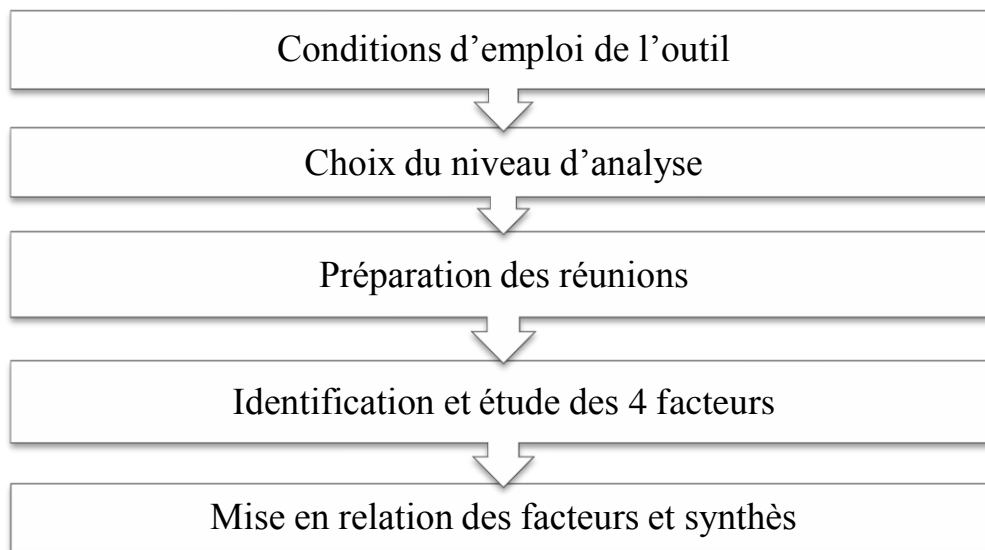 Conditions d’emploi de l’outil
Choix du niveau d’analyse
Préparation des réunions
Identification et étude des 4 facteurs
Mise en relation des facteurs et synthès